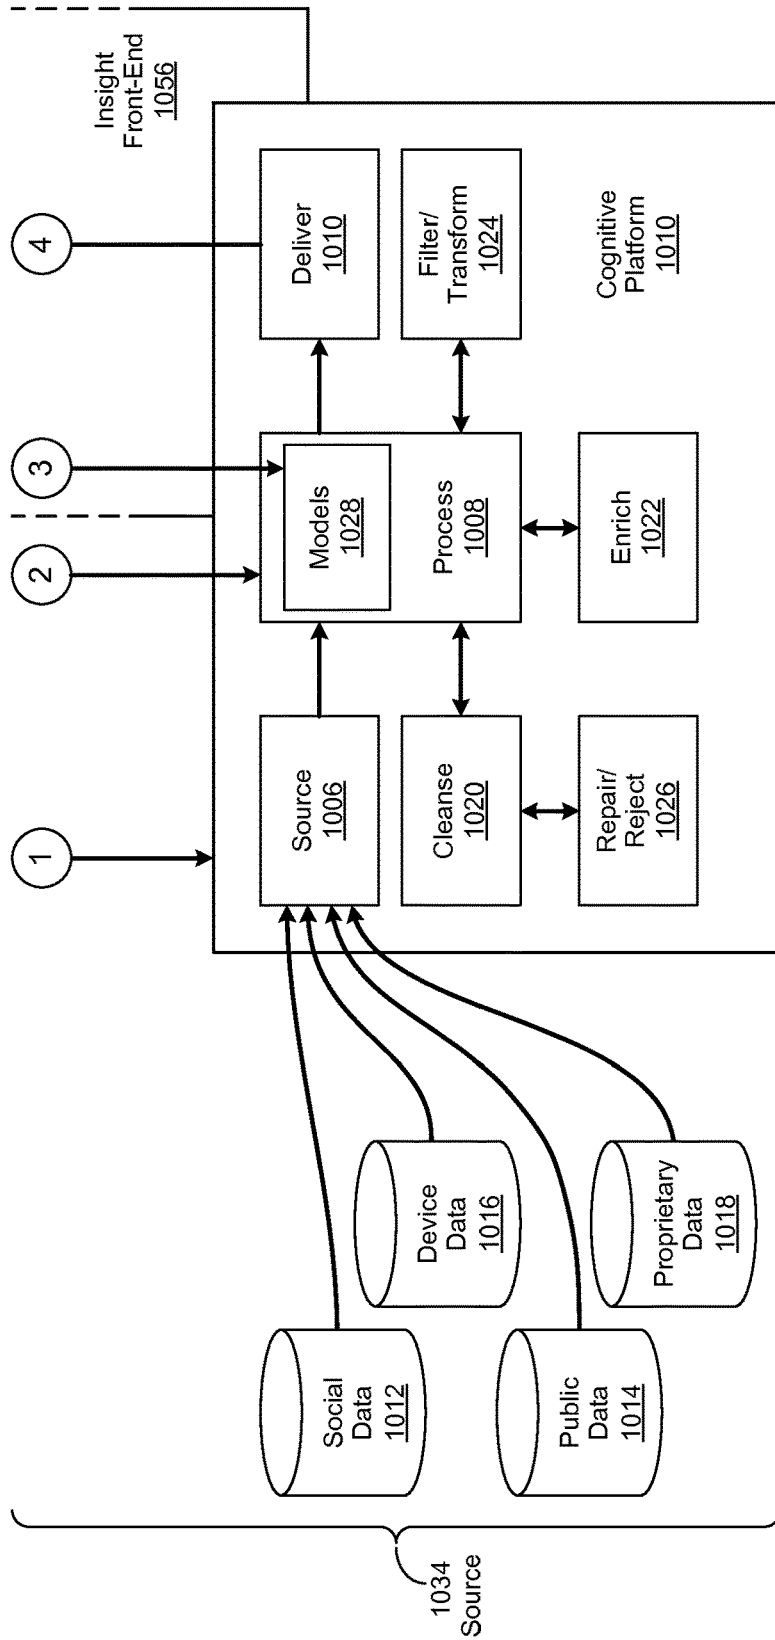 1
2
3
4
Insight
Front-End
1056
Social
Data
1012
Device
Data
1016
Public
Data
1014
Proprietary
Data
1018
Source
1006
Models
1028
Process
1008
Deliver
1010
Cleanse
1020
Filter/
Transform
1024
Repair/
Reject
1026
Enrich
1022
Cognitive
Platform
1010
1034
Source